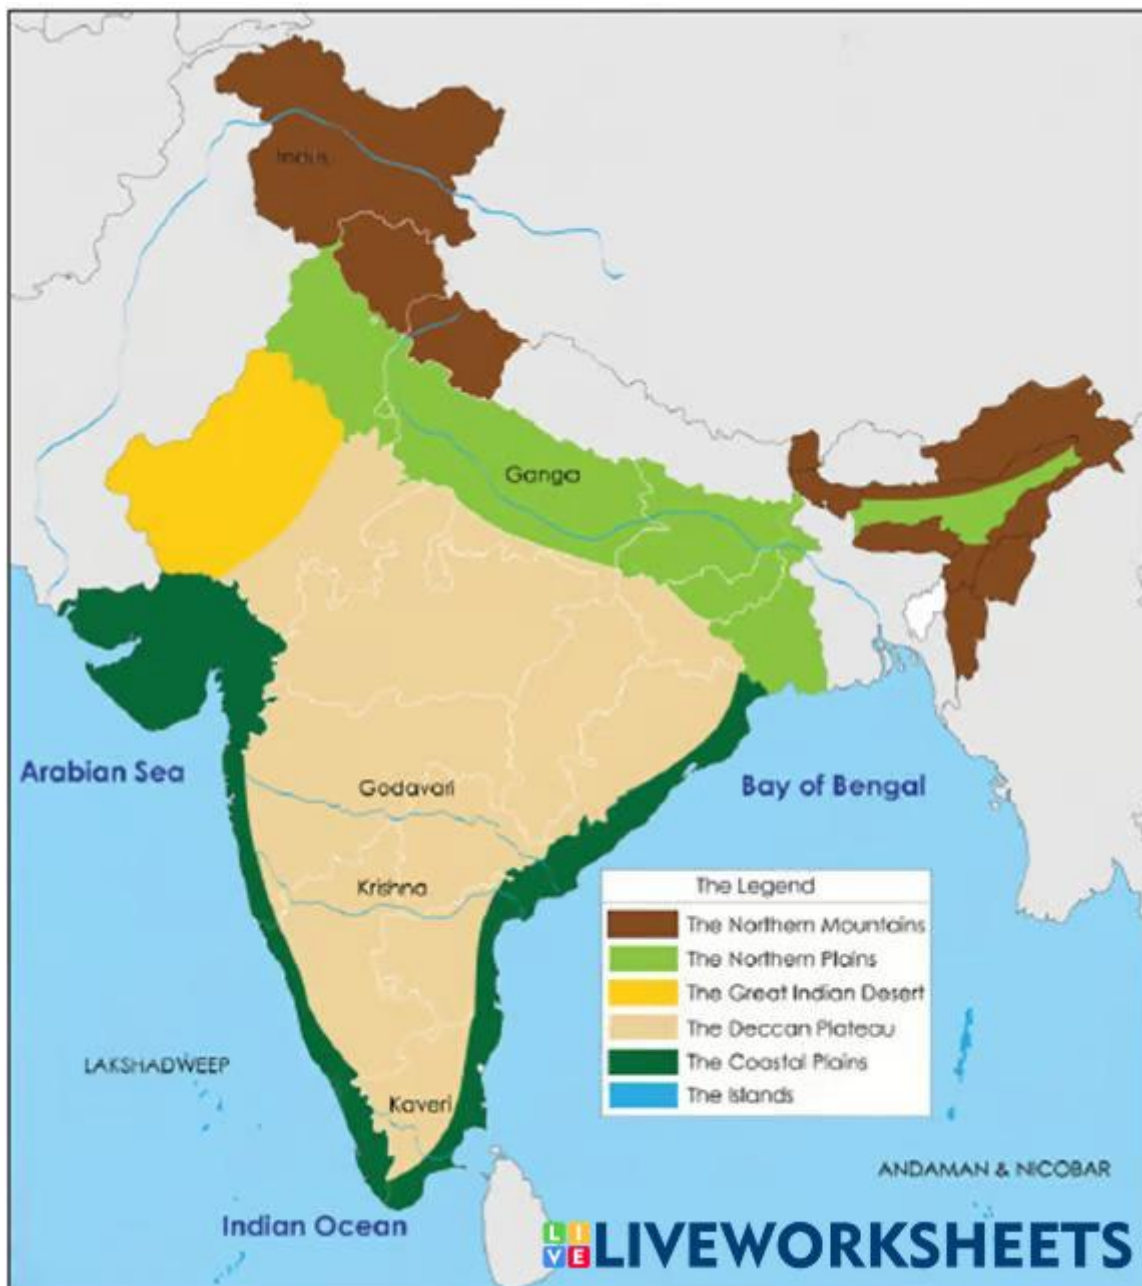 Indus
Ganga
Arabian Sea
Godavari
Bay of Bengal
Krishna
The Legend
The Northern Mountains
The Northern Plains
The Great Indian Desert
The Deccan Plateau
The Coastal Plains
The Islands
LAKSHADWEEP
Kaveri
ANDAMAN & NICOBAR
Indian Ocean
LIVE LIVEWORKSHEETS